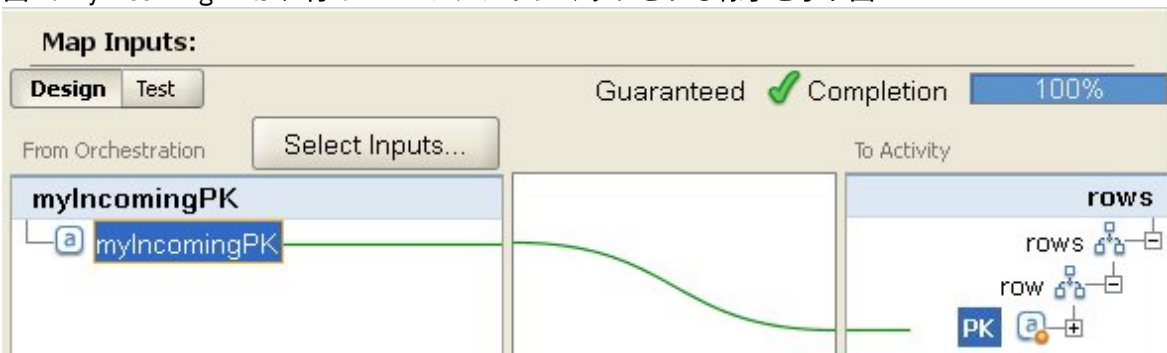 Map Inputs:
Design Test
Guaranteed Completion 100%
From Orchestration Select Inputs... To Activity
myIncomingPK rows
myIncomingPK rows
row
PK